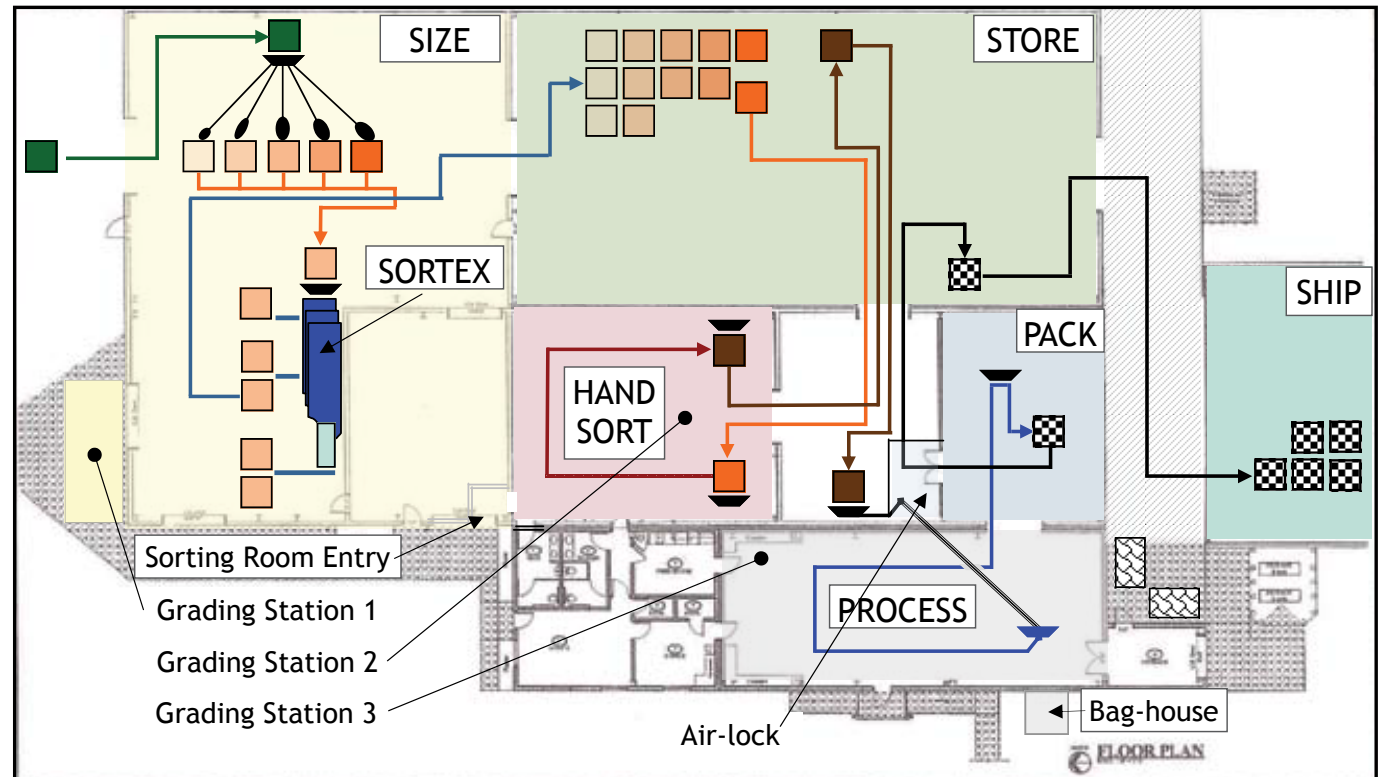 SIZE
STORE
SORTEX
SHIP
PACK
HAND
SORT
Sorting Room Entry
Grading Station 1
PROCESS
Grading Station 2
Grading Station 3
Bag-house
Air-lock
FLOOR PLAN